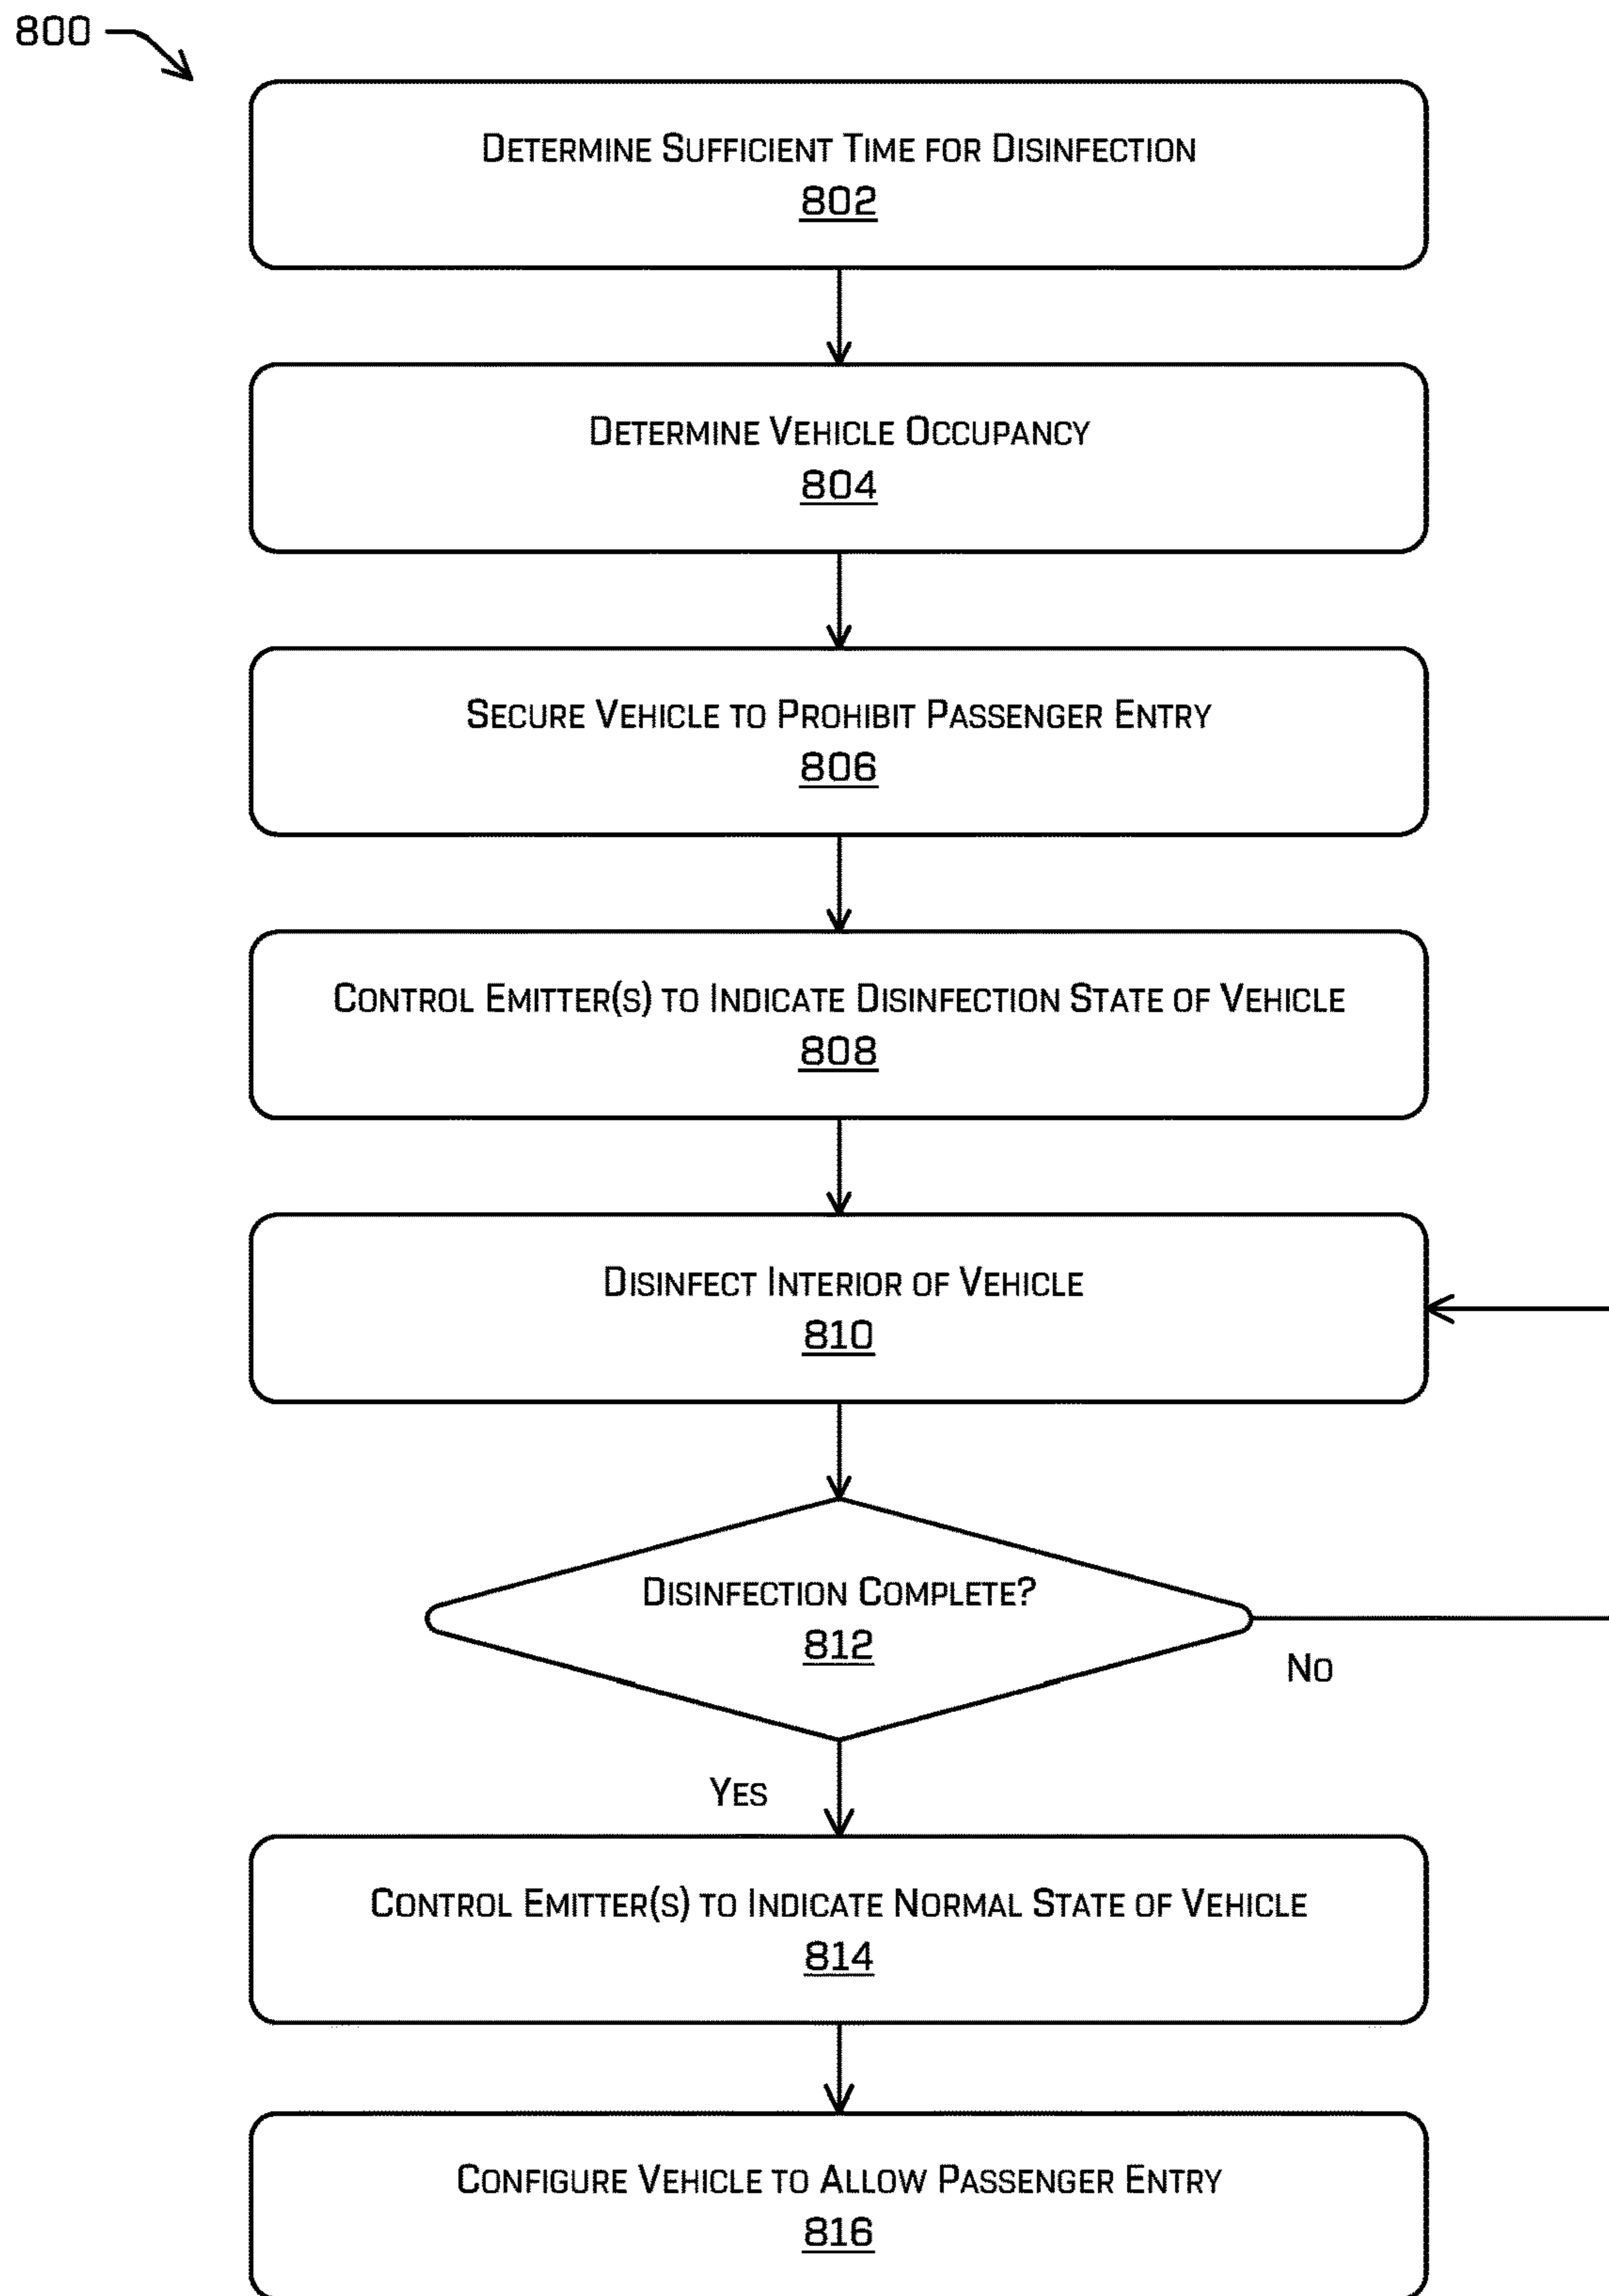 800
Determine Sufficient Time for Disinfection
802
Determine Vehicle Occupancy
804
Secure Vehicle to Prohibit Passenger Entry
806
Control Emitter(s) to Indicate Disinfection State of Vehicle
808
Disinfect Interior of Vehicle
810
Disinfection Complete?
812
No
Yes
Control Emitter(s) to Indicate Normal State of Vehicle
814
Configure Vehicle to Allow Passenger Entry
816